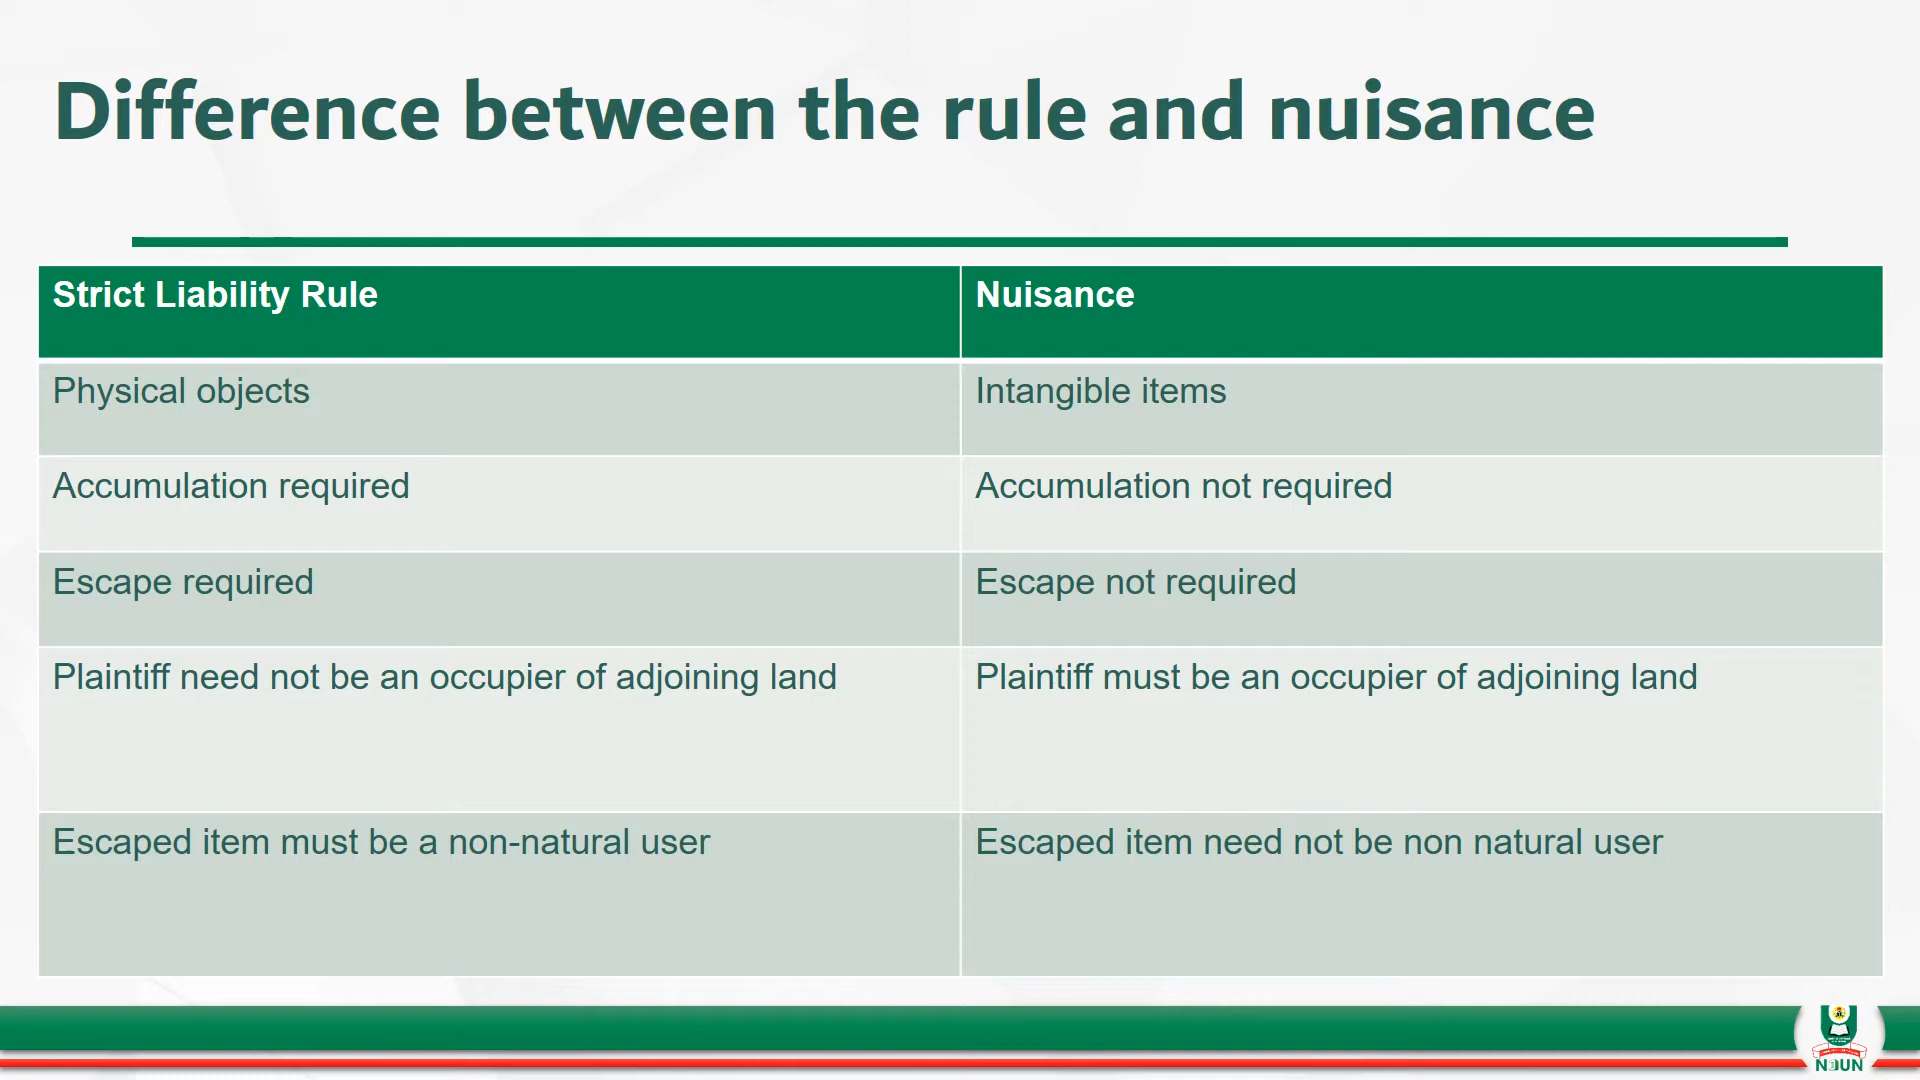 Difference between the rule and nuisance
Strict Liability Rule
Nuisance
Physical objects
Intangible items
Accumulation required
Accumulation not required
Escape required
Escape not required
Plaintiff need not be an occupier of adjoining land
Plaintiff must be an occupier of adjoining land
Escaped item must be a non-natural user
Escaped item need not be non natural user
NOUN